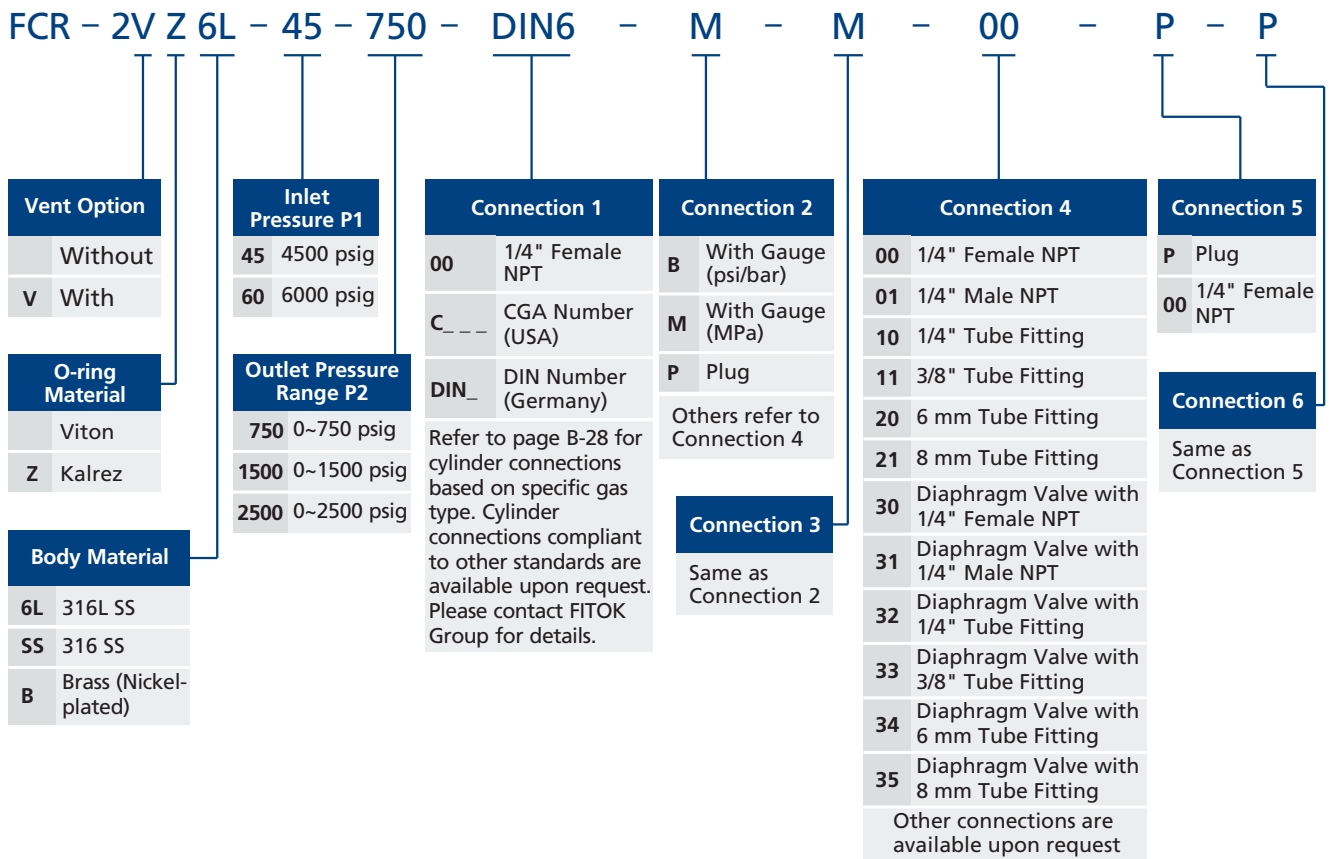 FCR – 2V Z 6L – 45 – 750 – DIN6 – M – M – 00 – P – P
Vent Option
Without
V With
O-ring
Material
Viton
Z Kalrez
Body Material
6L 316L SS
SS 316 SS
B Brass (Nickel-
plated)
Inlet
Pressure P1
45 4500 psig
60 6000 psig
Outlet Pressure
Range P2
750 0~750 psig
1500 0~1500 psig
2500 0~2500 psig
Connection 1
00 1/4" Female
NPT
C_ _ _ CGA Number
(USA)
DIN_ DIN Number
(Germany)
Refer to page B-28 for
cylinder connections
based on specific gas
type. Cylinder
connections compliant
to other standards are
available upon request.
Please contact FITOK
Group for details.
Connection 2
B With Gauge
(psi/bar)
M With Gauge
(MPa)
P Plug
Others refer to
Connection 4
Connection 3
Same as
Connection 2
Connection 4
00 1/4" Female NPT
01 1/4" Male NPT
10 1/4" Tube Fitting
11 3/8" Tube Fitting
20 6 mm Tube Fitting
21 8 mm Tube Fitting
30 Diaphragm Valve with
1/4" Female NPT
31 Diaphragm Valve with
1/4" Male NPT
32 Diaphragm Valve with
1/4" Tube Fitting
33 Diaphragm Valve with
3/8" Tube Fitting
34 Diaphragm Valve with
6 mm Tube Fitting
35 Diaphragm Valve with
8 mm Tube Fitting
Other connections are
available upon request
Connection 5
P Plug
00 1/4" Female
NPT
Connection 6
Same as
Connection 5